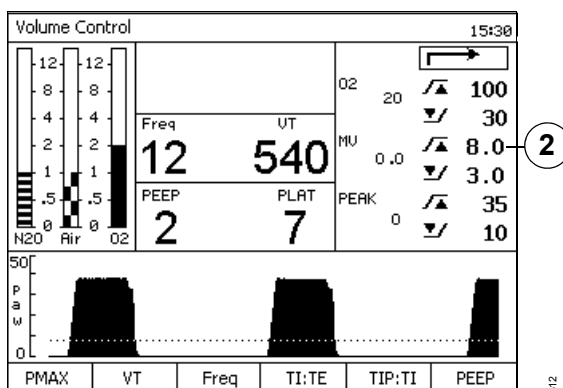 Volume Control 15:30
12 12
8 8
4 4
2 2
1 1
.5 .5
0 0
N2O Air O2
Freq VT
12 540
PEEP PLAT
2 7
O2 20 100
30
MV 0.0 8.0
3.0
PEAK 0 35
10
2
50
Paw
0
PMAX VT Freq TI:TE TIP:TI PEEP